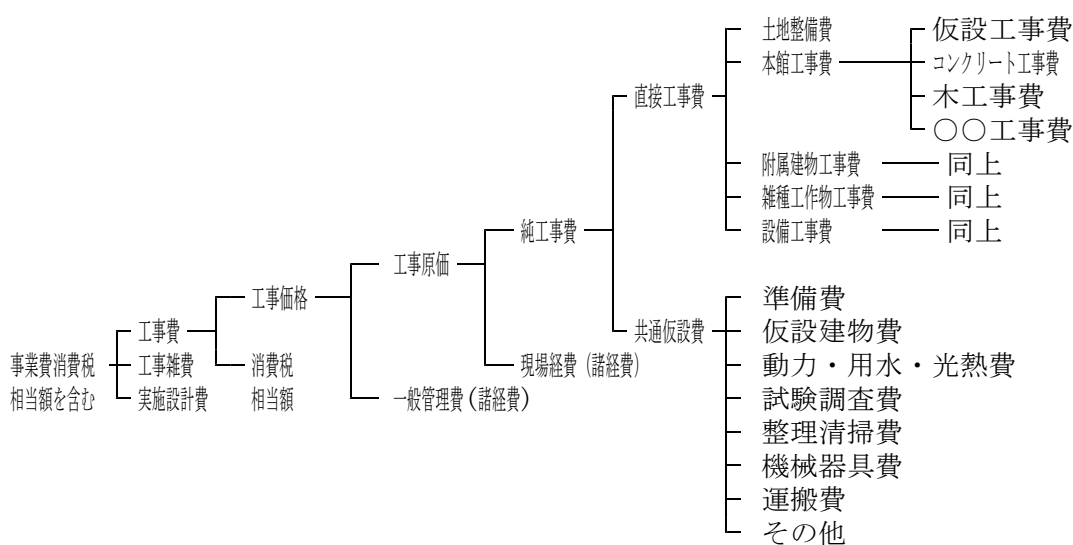 土地整備費
仮設工事費
本館工事費
コンクリート工事費
直接工事費
木工事費
○○工事費
附属建物工事費
同上
雑種工作物工事費
同上
純工事費
設備工事費
同上
工事原価
工事価格
準備費
工事費
共通仮設費
仮設建物費
事業費消費税
工事雑費
消費税
現場経費(諸経費)
動力・用水・光熱費
相当額を含む
実施設計費
相当額
一般管理費(諸経費)
試験調査費
整理清掃費
機械器具費
運搬費
その他